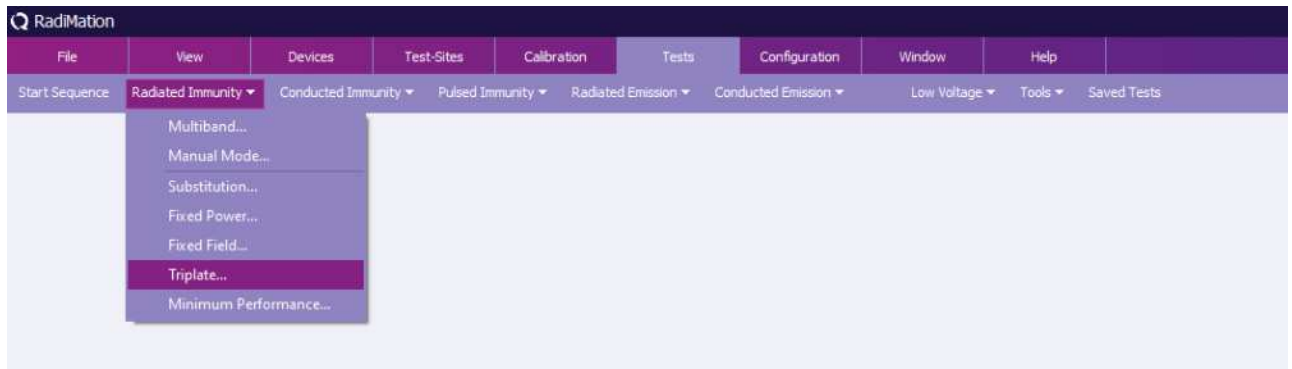 RadiMation
File View Devices Test-Sites Calibration Tests Configuration Window Help
Start Sequence Radiated Immunity Conducted Immunity Pulsed Immunity Radiated Emission Conducted Emission Low Voltage Tools Saved Tests
Multiband...
Manual Mode...
Substitution...
Fixed Power...
Fixed Field...
Triplate...
Minimum Performance...